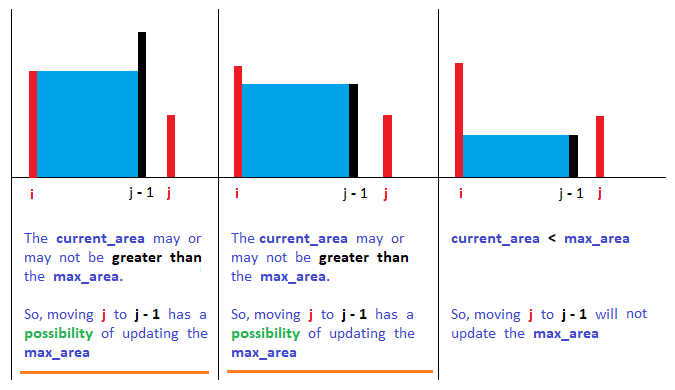 i j - 1 j
The current_area may or
may not be greater than
the max_area.
So, moving j to j - 1 has a
possibility of updating the
max_area
i j - 1 j
The current_area may or
may not be greater than
the max_area.
So, moving j to j - 1 has a
possibility of updating the
max_area
i j - 1 j
current_area < max_area
So, moving j to j - 1 will not
update the max_area